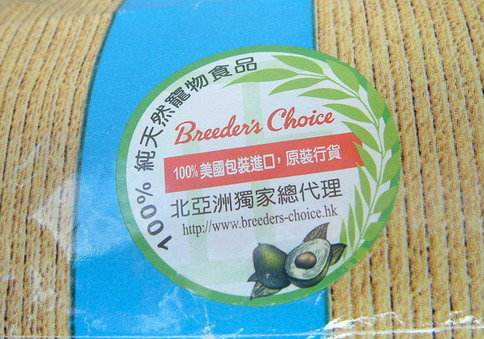 100% 純天然寵物食品
Breeder's Choice
100% 美國包裝進口，原裝行貨
北亞洲獨家總代理
http://www.breeders-choice.hk